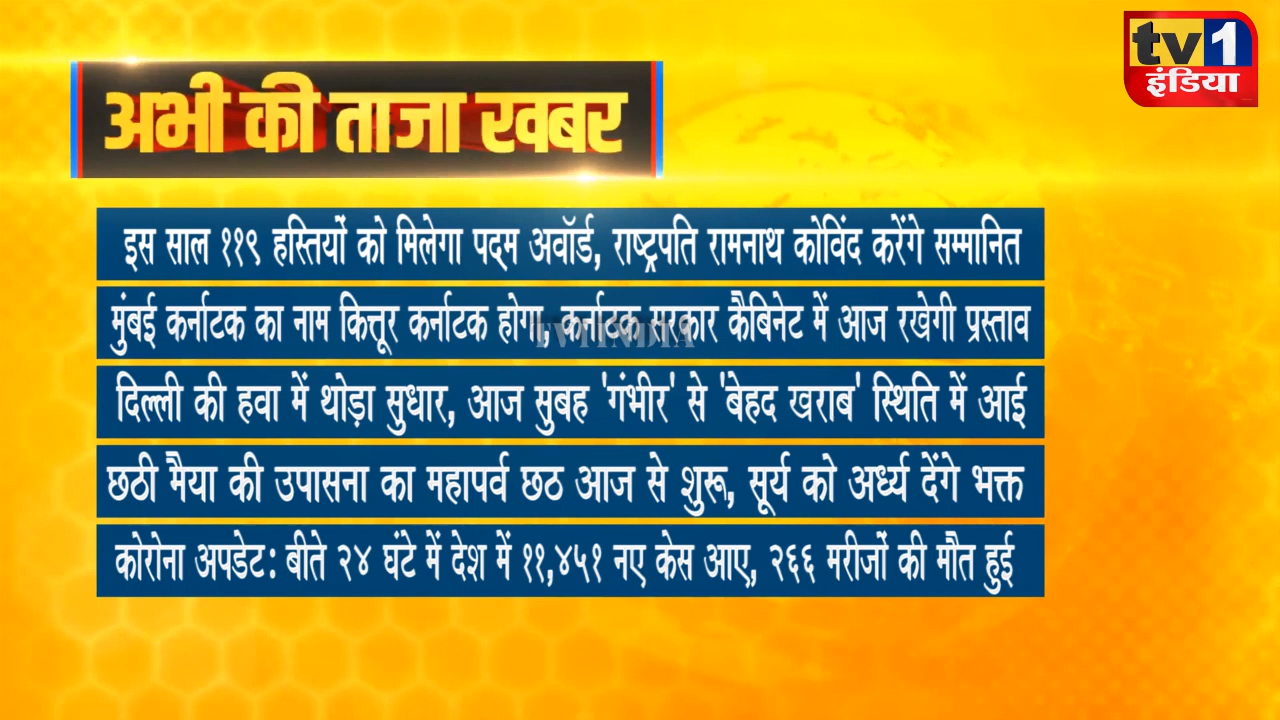 tv1
इंडिया
अभी की ताजा खबर
इस साल ११९ हस्तियों को मिलेगा पद्म अवॉर्ड, राष्ट्रपति रामनाथ कोविंद करेंगे सम्मानित
मुंबई कर्नाटक का नाम कित्तूर कर्नाटक होगा, कर्नाटक सरकार कैबिनेट में आज रखेगी प्रस्ताव
TV1 INDIA
दिल्ली की हवा में थोड़ा सुधार, आज सुबह 'गंभीर' से 'बेहद खराब' स्थिति में आई
छठी मैया की उपासना का महापर्व छठ आज से शुरू, सूर्य को अर्ध्य देंगे भक्त
कोरोना अपडेट: बीते २४ घंटे में देश में ११,४५१ नए केस आए, २६६ मरीजों की मौत हुई